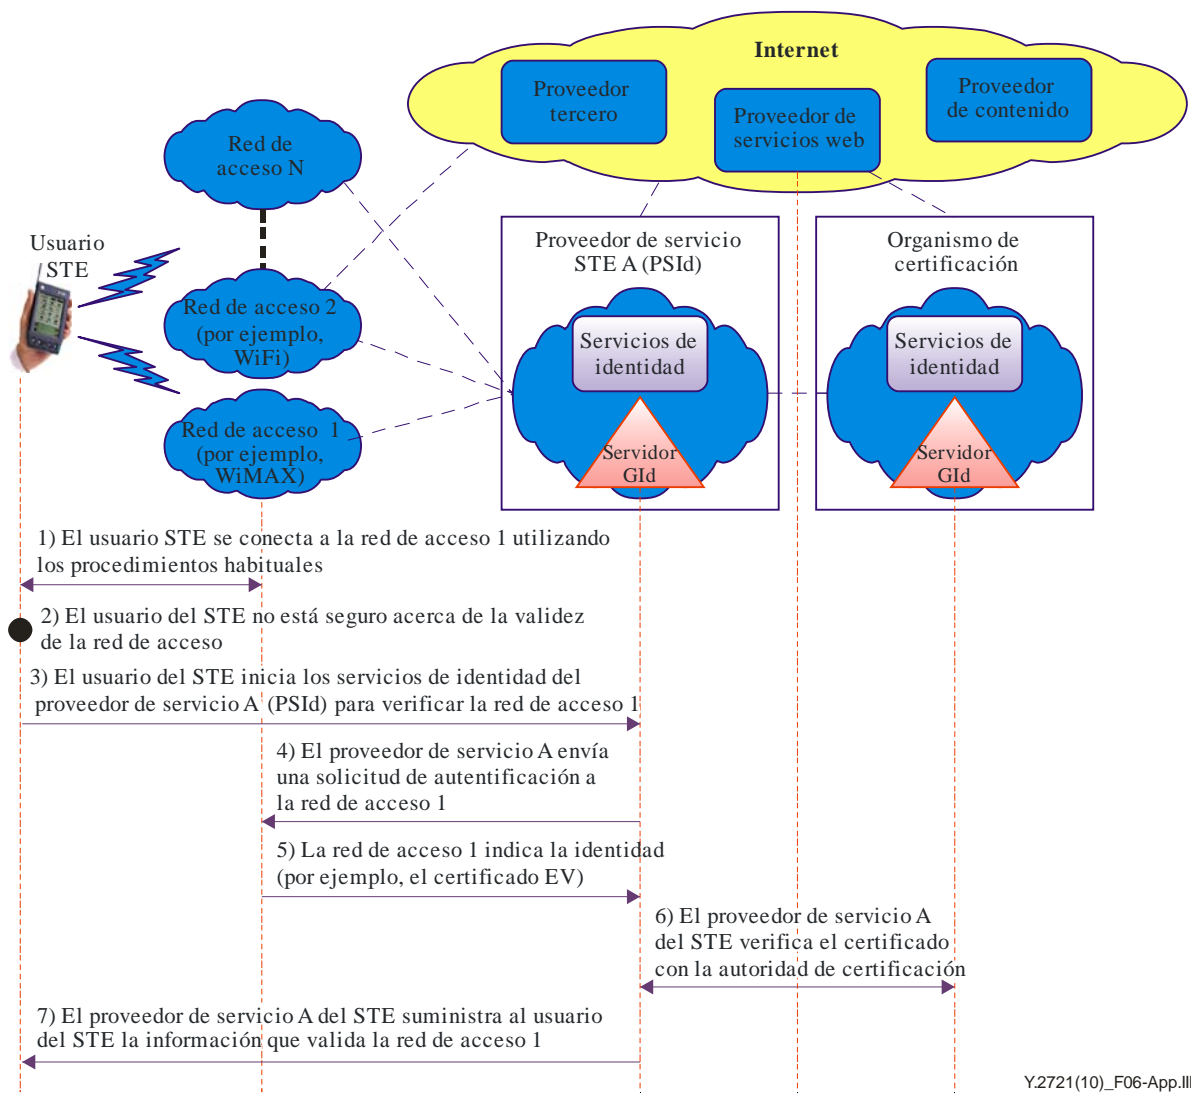 Internet
Proveedor
tercero
Proveedor de
servicios web
Proveedor
de contenido
Red de
acceso N
Usuario
STE
Red de acceso 2
(por ejemplo,
WiFi)
Red de acceso 1
(por ejemplo,
WiMAX)
Proveedor de servicio
STE A (PSId)
Servicios de
identidad
Servidor
GId
Organismo de
certificación
Servicios de
identidad
Servidor
GId
1) El usuario STE se conecta a la red de acceso 1 utilizando
los procedimientos habituales
2) El usuario del STE no está seguro acerca de la validez
de la red de acceso
3) El usuario del STE inicia los servicios de identidad del
proveedor de servicio A (PSId) para verificar la red de acceso 1
4) El proveedor de servicio A envía
una solicitud de autentificación a
la red de acceso 1
5) La red de acceso 1 indica la identidad
(por ejemplo, el certificado EV)
6) El proveedor de servicio A
del STE verifica el certificado
con la autoridad de certificación
7) El proveedor de servicio A del STE suministra al usuario
del STE la información que valida la red de acceso 1
Y.2721(10)_F06-App.III